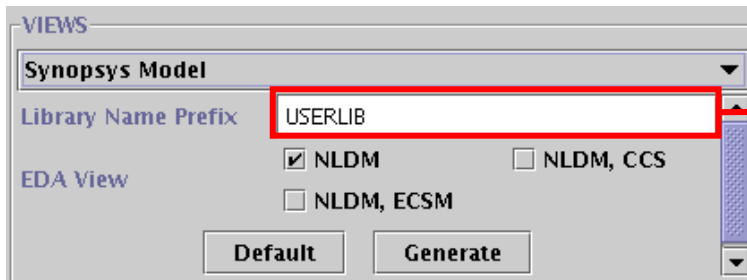 VIEWS
Synopsys Model
Library Name Prefix USERLIB
EDA View NLDM NLDM, CCS
NLDM, ECSM
Default Generate